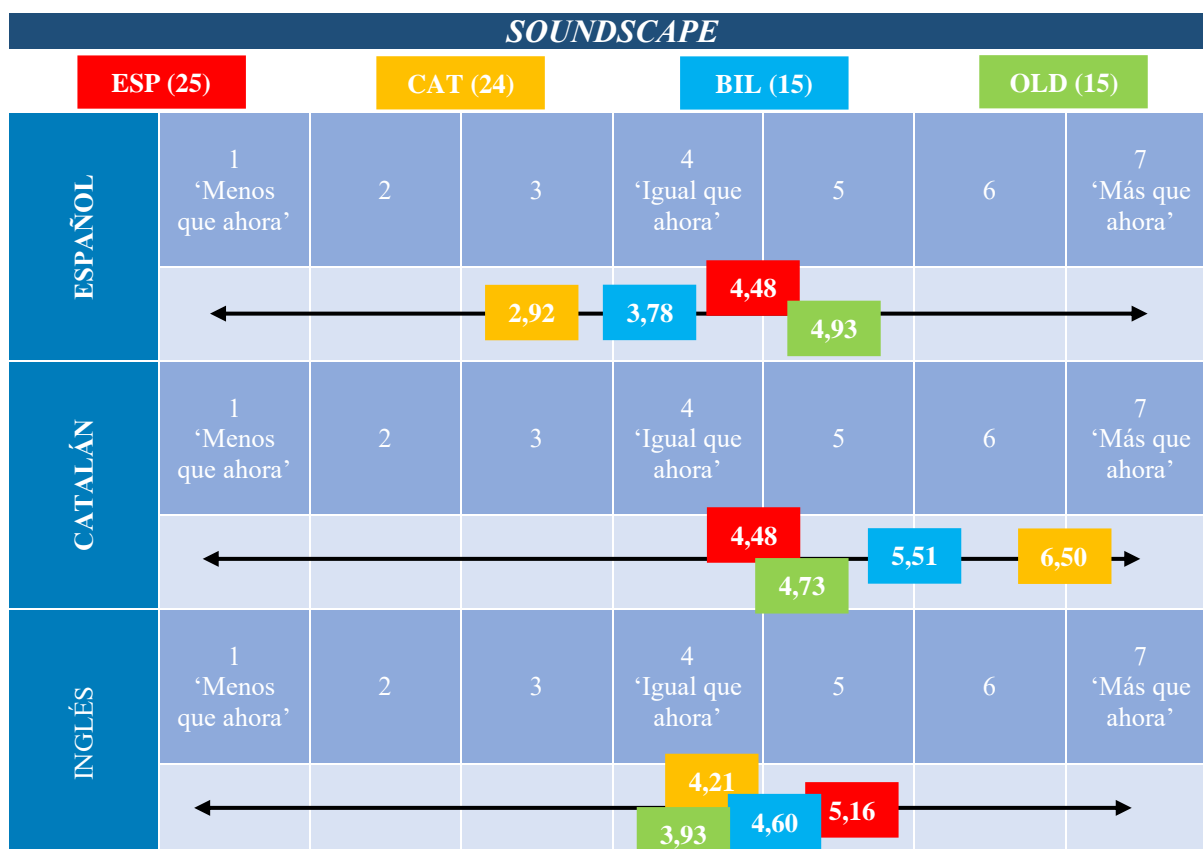 SOUNDSCAPE
ESP (25)
CAT (24)
BIL (15)
OLD (15)
ESPAÑOL
1
‘Menos
que ahora’
2
3
4
‘Igual que
ahora’
5
6
7
‘Más que
ahora’
2,92
3,78
4,48
4,93
CATALÁN
1
‘Menos
que ahora’
2
3
4
‘Igual que
ahora’
5
6
7
‘Más que
ahora’
4,48
4,73
5,51
6,50
INGLÉS
1
‘Menos
que ahora’
2
3
4
‘Igual que
ahora’
5
6
7
‘Más que
ahora’
4,21
3,93
4,60
5,16